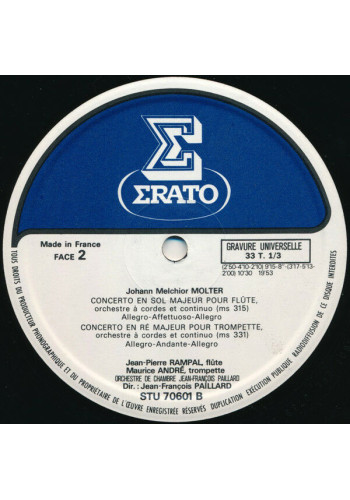 ERATO
Made in France
FACE 2
GRAVURE UNIVERSELLE
33 T. 1/3
Johann Melchior MOLTER
CONCERTO EN SOL MAJEUR POUR FLÛTE,
orchestre à cordes et continuo (ms 315)
Allegro-Affettuoso-Allegro
CONCERTO EN RÉ MAJEUR POUR TROMPETTE,
orchestre à cordes et continuo (ms 331)
Allegro-Andante-Allegro
Jean-Pierre RAMPAL, flûte
Maurice ANDRÉ, trompette
ORCHESTRE DE CHAMBRE JEAN-FRANÇOIS PAILLARD
Dir.: Jean-François PAILLARD
STU 70601 B
TOUS DROITS DU PRODUCTEUR PHONOGRAPHIQUE ET DU PROPRIÉTAIRE DE L'ŒUVRE ENREGISTRÉE RÉSERVÉS DUPLICATION EXÉCUTION PUBLIQUE RADIODIFFUSION DE CE DISQUE INTERDITES